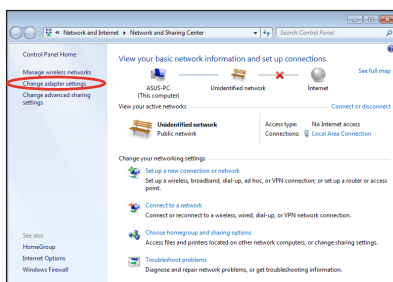 « Network and Internet ▸ Network and Sharing Center
Search Control Panel
Control Panel Home
Manage wireless networks
Change adapter settings
Change advanced sharing
settings
See also
HomeGroup
Internet Options
Windows Firewall
View your basic network information and set up connections
See full map
ASUS-PC
(This computer)
Unidentified network
Internet
View your active networks
Connect or disconnect
Unidentified network
Public network
Access type: No Internet access
Connections: Local Area Connection
Change your networking settings
Set up a new connection or network
Set up a wireless, broadband, dial-up, ad hoc, or VPN connection; or set up a router or access
point.
Connect to a network
Connect or reconnect to a wireless, wired, dial-up, or VPN network connection.
Choose homegroup and sharing options
Access files and printers located on other network computers, or change sharing settings.
Troubleshoot problems
Diagnose and repair network problems, or get troubleshooting information.